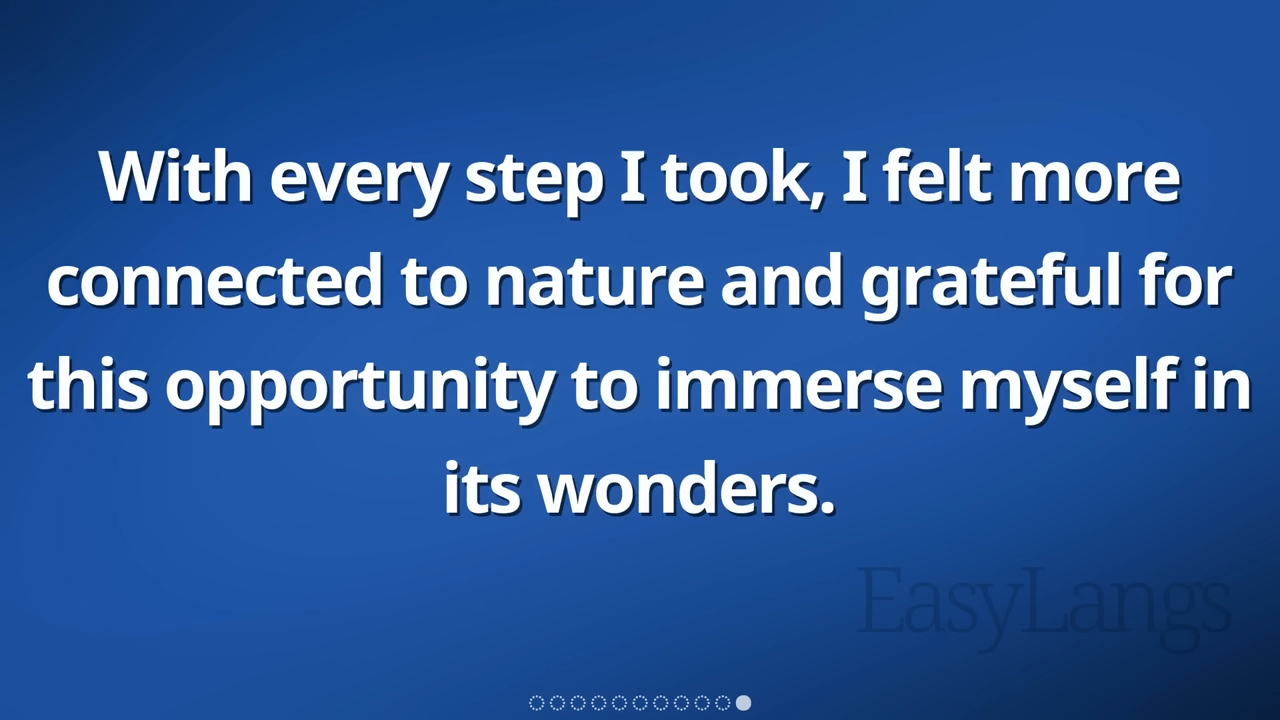 With every step I took, I felt more
connected to nature and grateful for
this opportunity to immerse myself in
its wonders.
EasyLangs